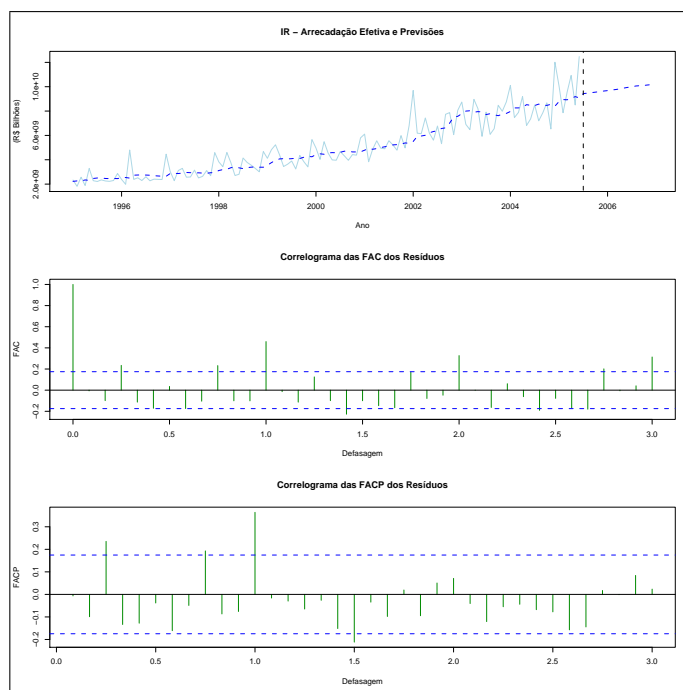 IR − Arrecadação Efetiva e Previsões
(R$ Bilhões)
2.0e+09 6.0e+09 1.0e+10
1996 1998 2000 2002 2004 2006
Ano
Correlograma das FAC dos Resíduos
FAC
−0.2 0.0 0.2 0.4 0.6 0.8 1.0
0.0 0.5 1.0 1.5 2.0 2.5 3.0
Defasagem
Correlograma das FACP dos Resíduos
FACP
−0.2 −0.1 0.0 0.1 0.2 0.3
0.0 0.5 1.0 1.5 2.0 2.5 3.0
Defasagem